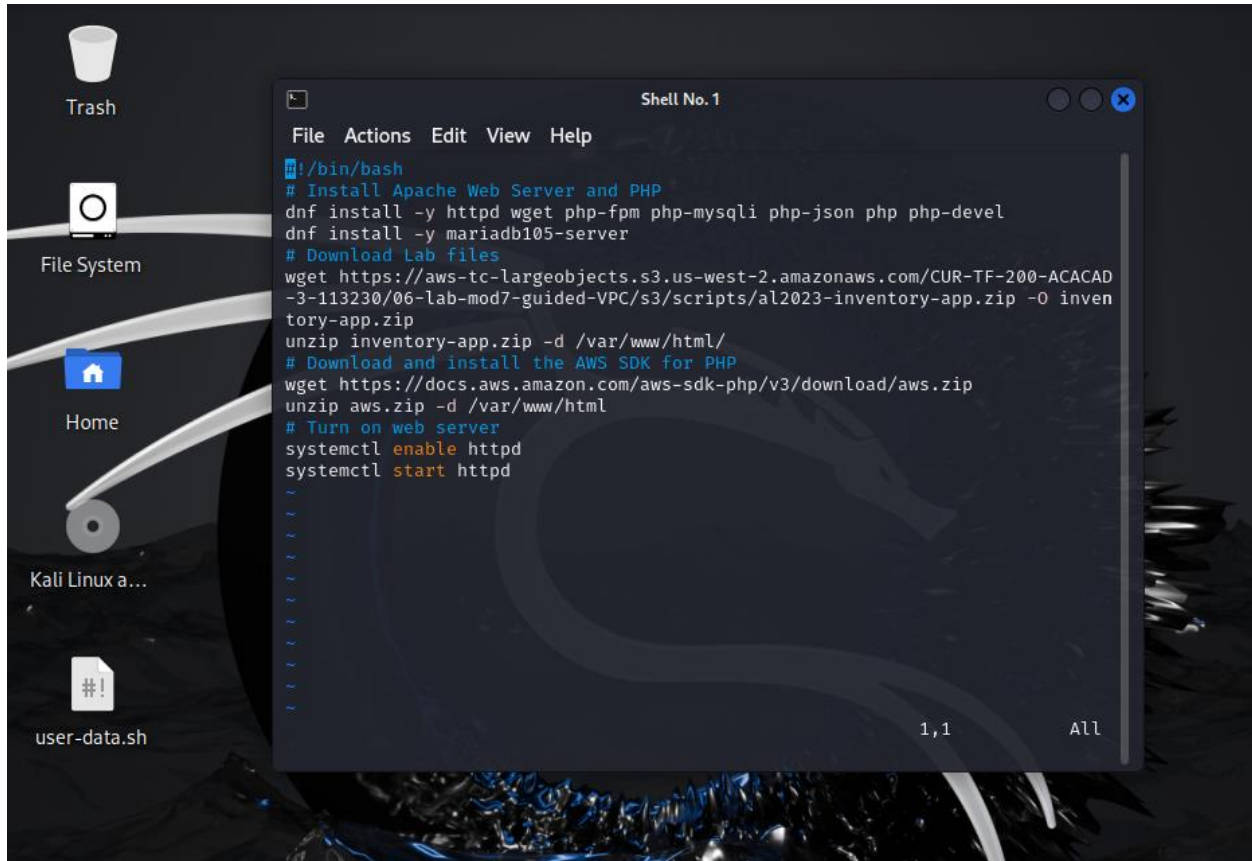 Trash
File System
Home
Kali Linux a...
#!
user-data.sh
Shell No. 1
File Actions Edit View Help
#!/bin/bash
# Install Apache Web Server and PHP
dnf install -y httpd wget php-fpm php-mysqli php-json php php-devel
dnf install -y mariadb105-server
# Download Lab files
wget https://aws-tc-largeobjects.s3.us-west-2.amazonaws.com/CUR-TF-200-ACACAD
-3-113230/06-lab-mod7-guided-VPC/s3/scripts/al2023-inventory-app.zip -O inven
tory-app.zip
unzip inventory-app.zip -d /var/www/html/
# Download and install the AWS SDK for PHP
wget https://docs.aws.amazon.com/aws-sdk-php/v3/download/aws.zip
unzip aws.zip -d /var/www/html
# Turn on web server
systemctl enable httpd
systemctl start httpd
~
~
~
~
~
~
~
~
~
~
~
1,1 All